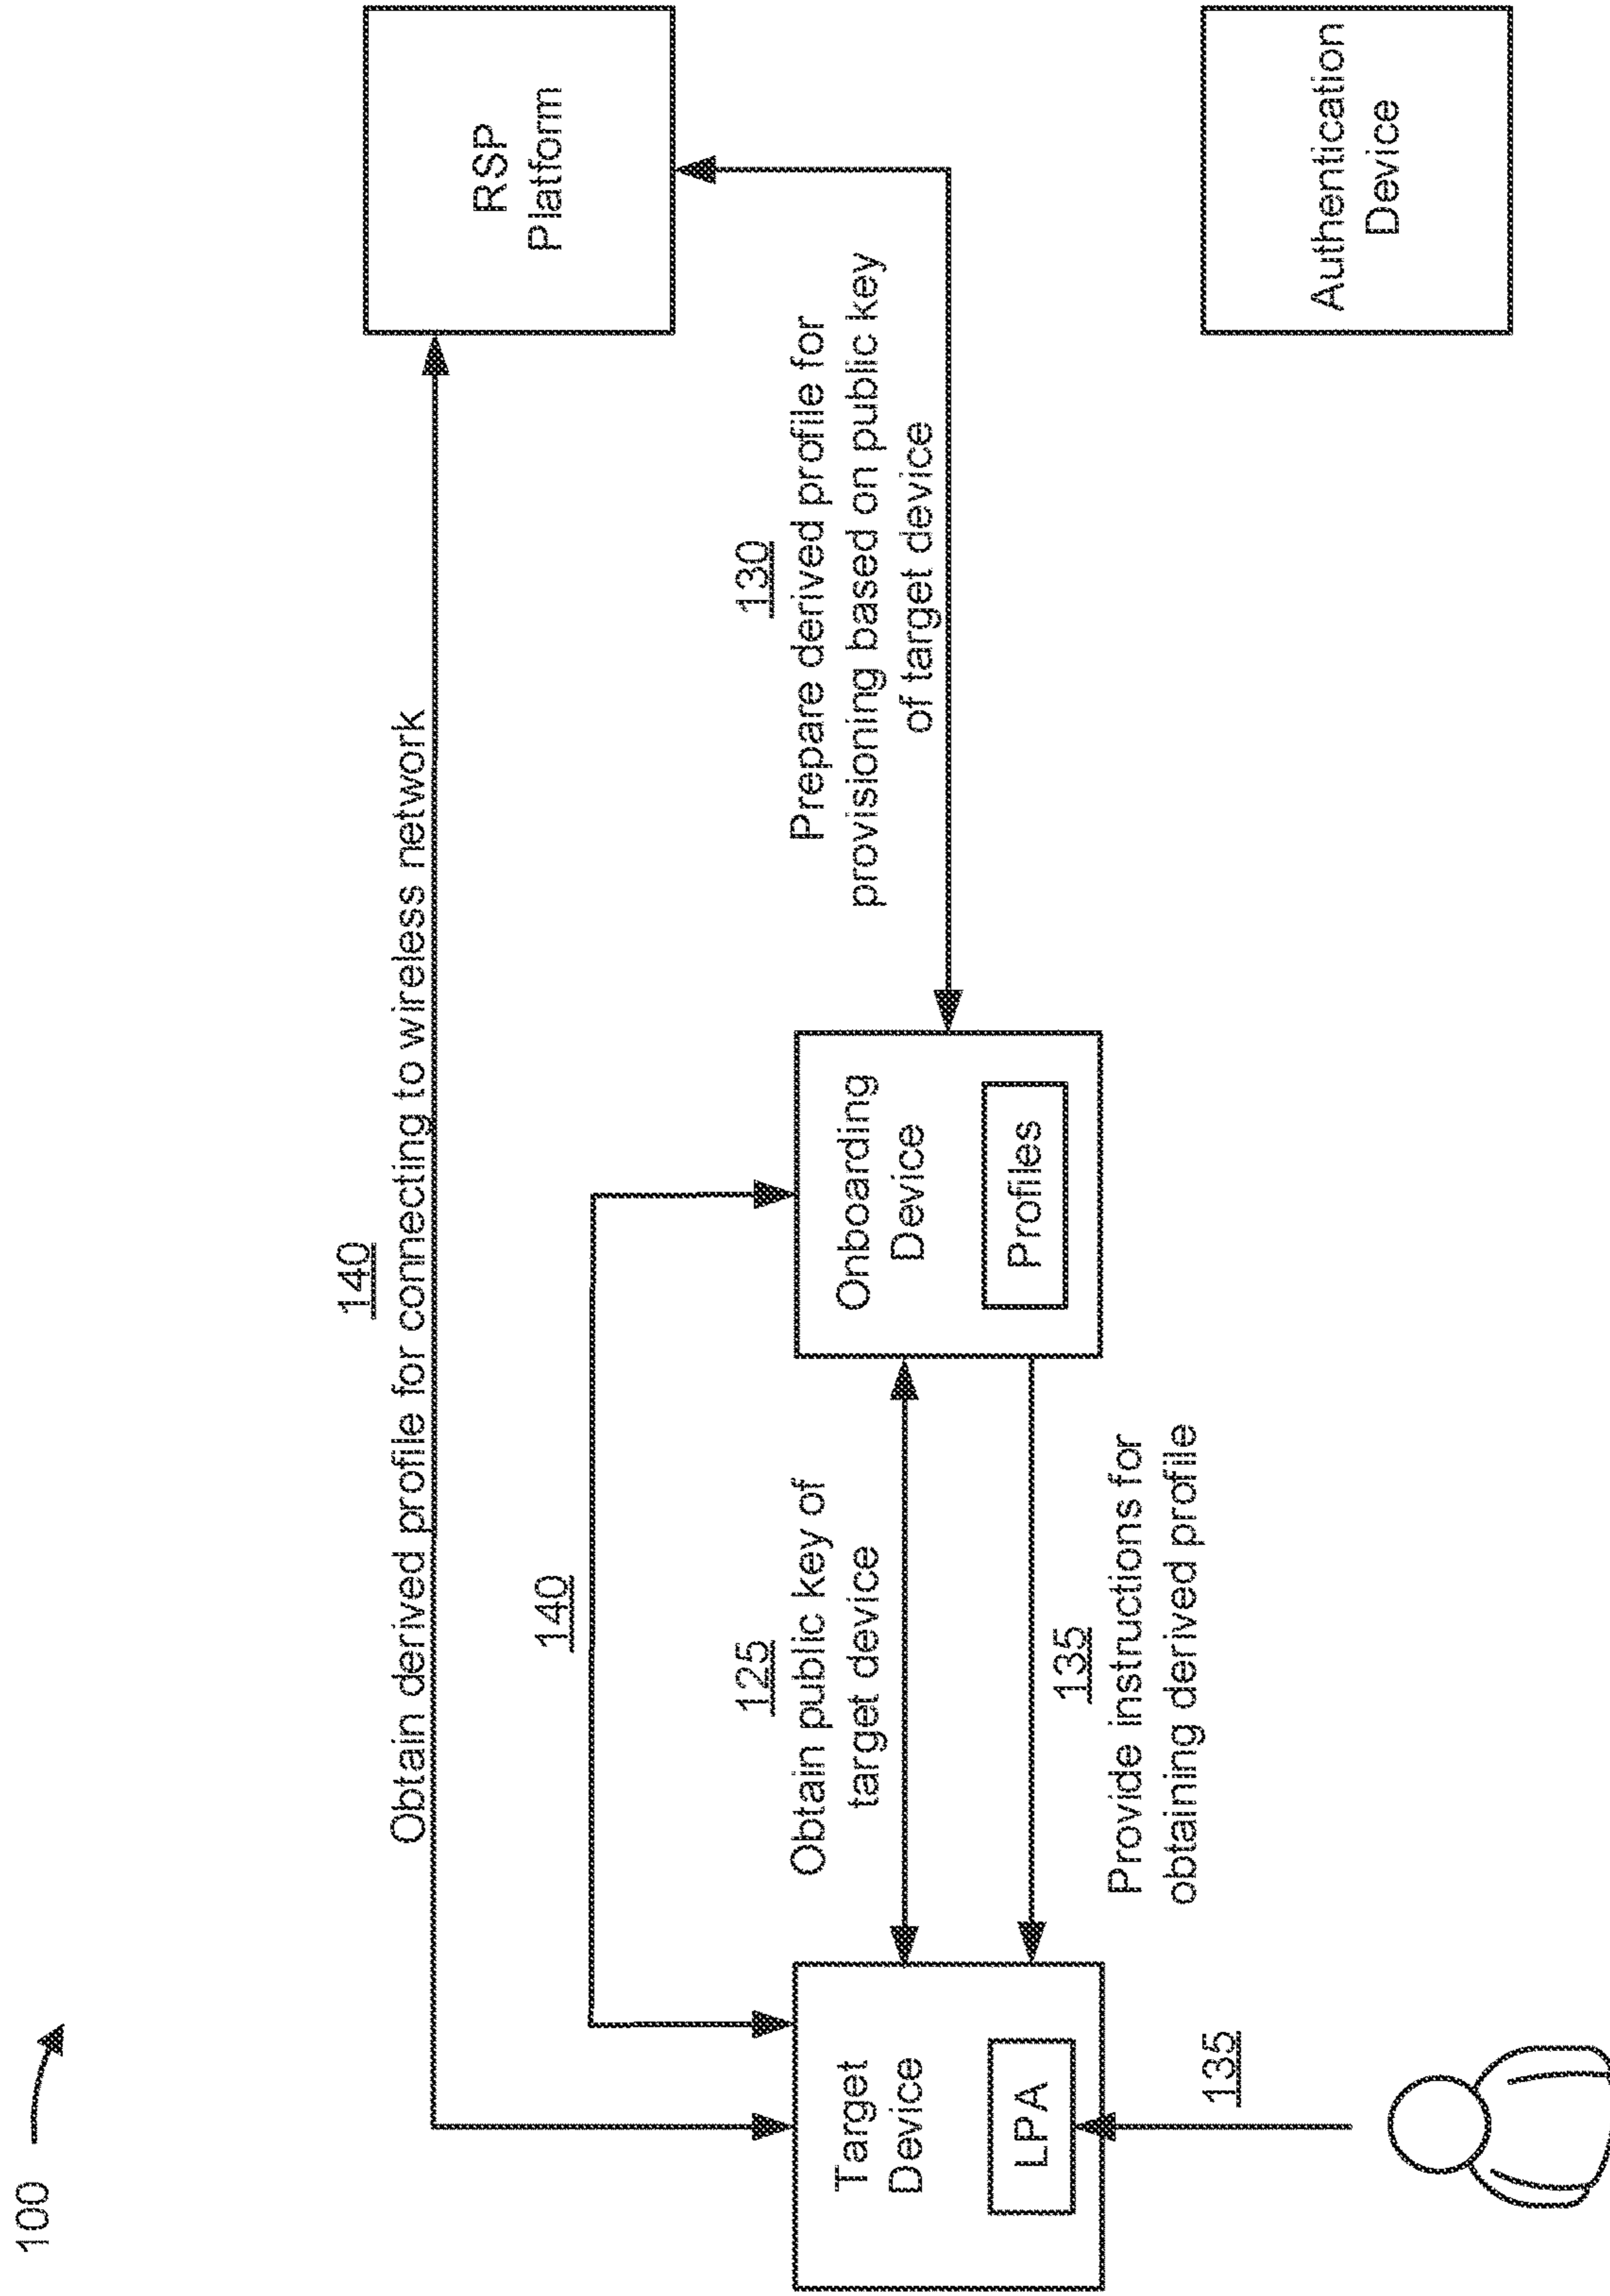 100
140
Obtain derived profile for connecting to wireless network
RSP
Platform
140
130
Prepare derived profile for
provisioning based on public key
of target device
125
Obtain public key of
target device
Target
Device
LPA
Onboarding
Device
Profiles
135
Provide instructions for
obtaining derived profile
135
Authentication
Device